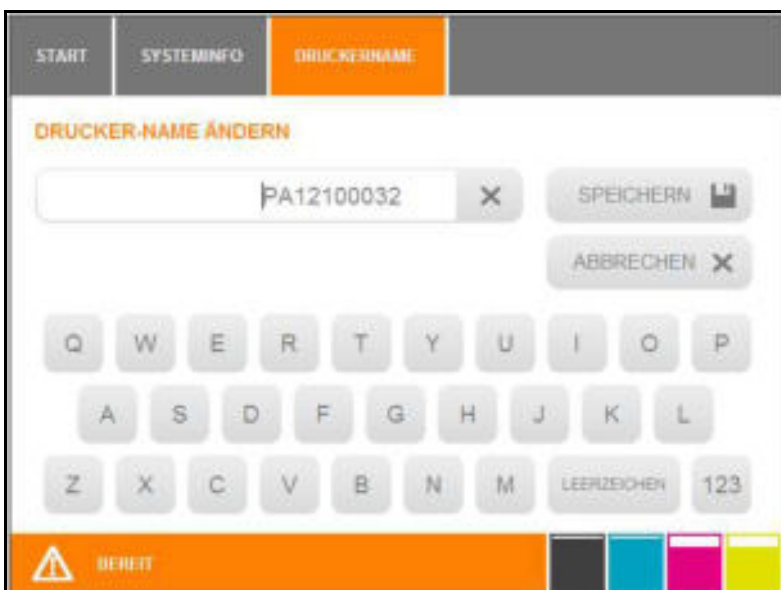 START SYSTEMINFO DRUCKERNAME
DRUCKER-NAME ÄNDERN
PA12100032 SPEICHERN
ABBRECHEN
Q W E R T Y U I O P
A S D F G H J K L
Z X C V B N M LEERZEICHEN 123
BEREIT